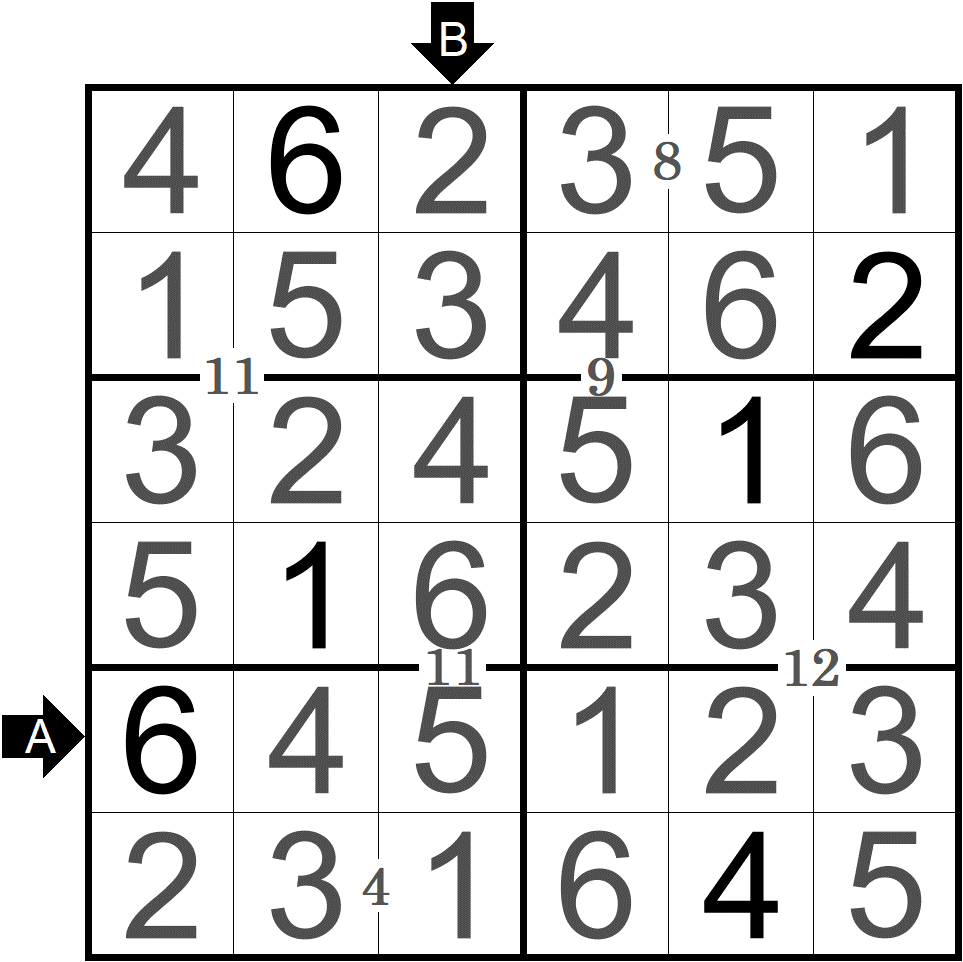 B
4 6 2 3 8 5 1
1 5 3 4 6 2
11 9
3 2 4 5 1 6
5 1 6 2 3 4
11 12
A 6 4 5 1 2 3
2 3 4 1 6 4 5